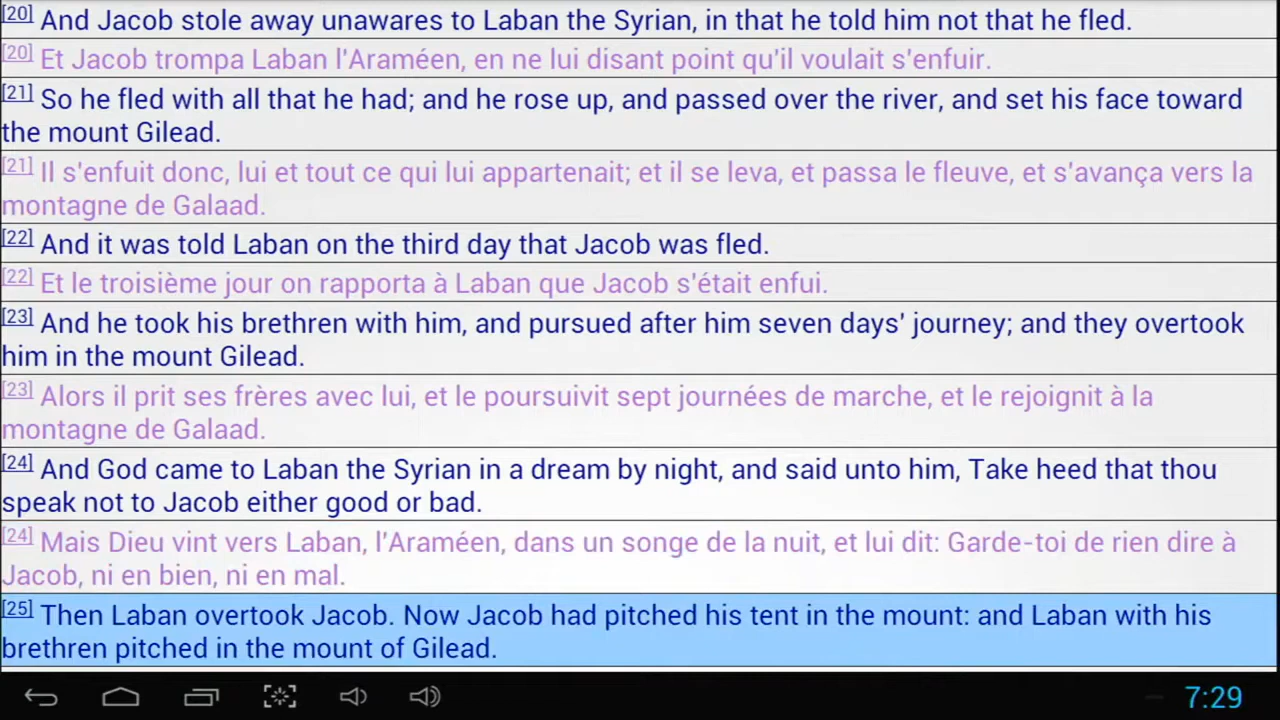 [20] And Jacob stole away unawares to Laban the Syrian, in that he told him not that he fled.
[20] Et Jacob trompa Laban l'Araméen, en ne lui disant point qu'il voulait s'enfuir.
[21] So he fled with all that he had; and he rose up, and passed over the river, and set his face toward
the mount Gilead.
[21] Il s'enfuit donc, lui et tout ce qui lui appartenait; et il se leva, et passa le fleuve, et s'avança vers la
montagne de Galaad.
[22] And it was told Laban on the third day that Jacob was fled.
[22] Et le troisième jour on rapporta à Laban que Jacob s'était enfui.
[23] And he took his brethren with him, and pursued after him seven days' journey; and they overtook
him in the mount Gilead.
[23] Alors il prit ses frères avec lui, et le poursuivit sept journées de marche, et le rejoignit à la
montagne de Galaad.
[24] And God came to Laban the Syrian in a dream by night, and said unto him, Take heed that thou
speak not to Jacob either good or bad.
[24] Mais Dieu vint vers Laban, l'Araméen, dans un songe de la nuit, et lui dit: Garde-toi de rien dire à
Jacob, ni en bien, ni en mal.
[25] Then Laban overtook Jacob. Now Jacob had pitched his tent in the mount: and Laban with his
brethren pitched in the mount of Gilead.
7:29